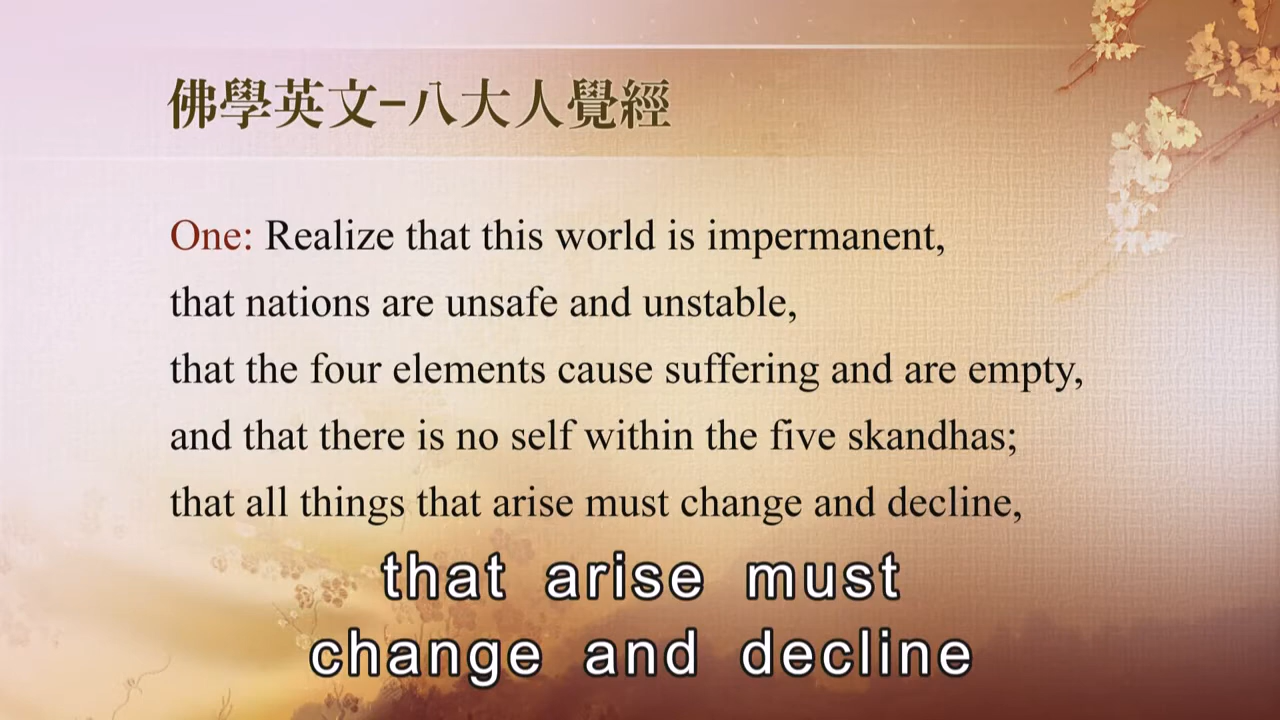 佛學英文-八大人覺經
One: Realize that this world is impermanent,
that nations are unsafe and unstable,
that the four elements cause suffering and are empty,
and that there is no self within the five skandhas;
that all things that arise must change and decline,
that arise must
change and decline